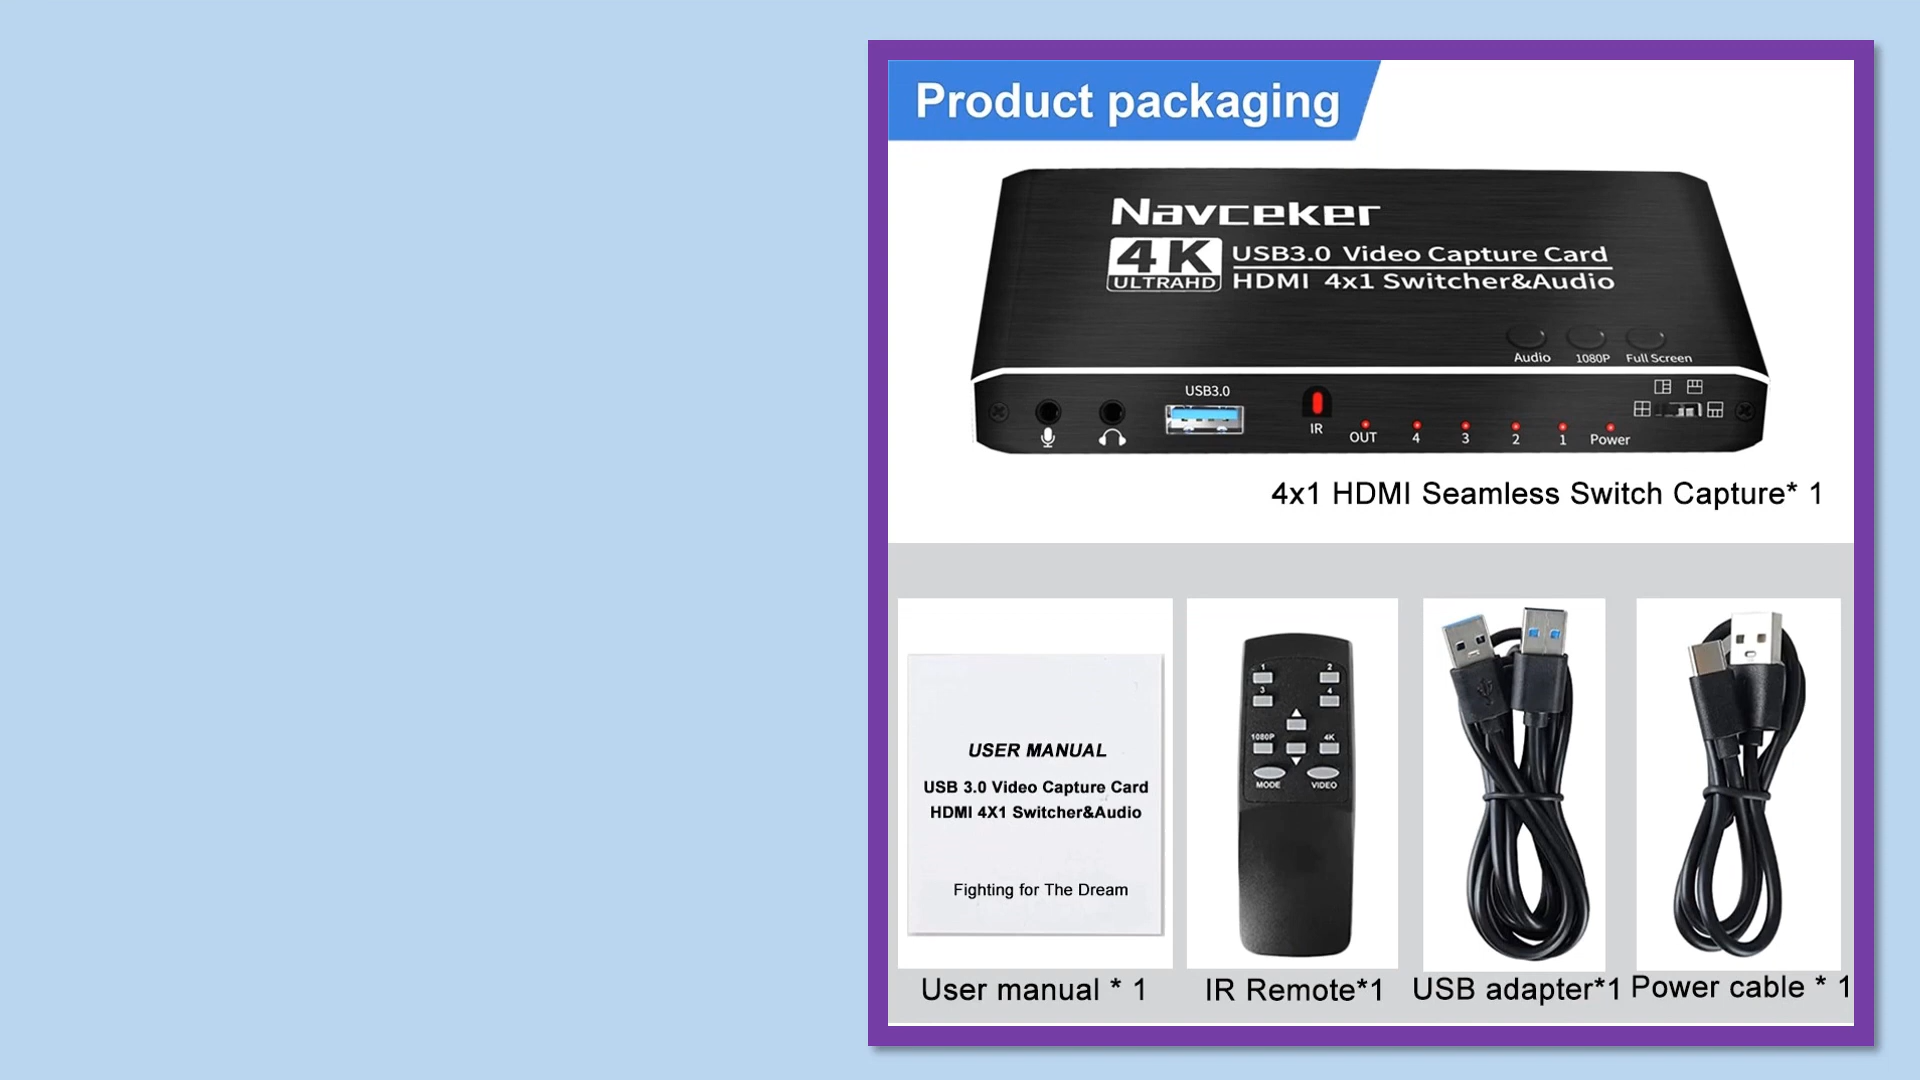 Product packaging
Navceker
4K
ULTRAHD
USB3.0 Video Capture Card
HDMI 4x1 Switcher&Audio
Audio 1080P Full Screen
USB3.0
IR
OUT 4 3 2 1 Power
4x1 HDMI Seamless Switch Capture* 1
USER MANUAL
USB 3.0 Video Capture Card
HDMI 4X1 Switcher&Audio
Fighting for The Dream
1 2
3 4
1080P 4K
MODE VIDEO
User manual * 1
IR Remote*1
USB adapter*1
Power cable * 1